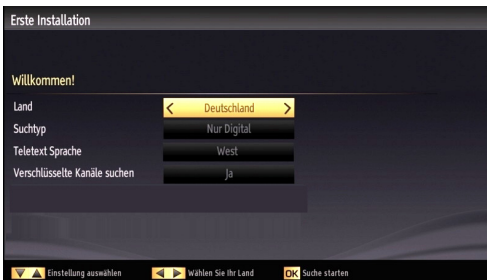 Erste Installation
Willkommen!
Land Deutschland
Suchtyp Nur Digital
Teletext Sprache West
Verschlüsselte Kanäle suchen Ja
Einstellung auswählen Wählen Sie Ihr Land OK Suche starten